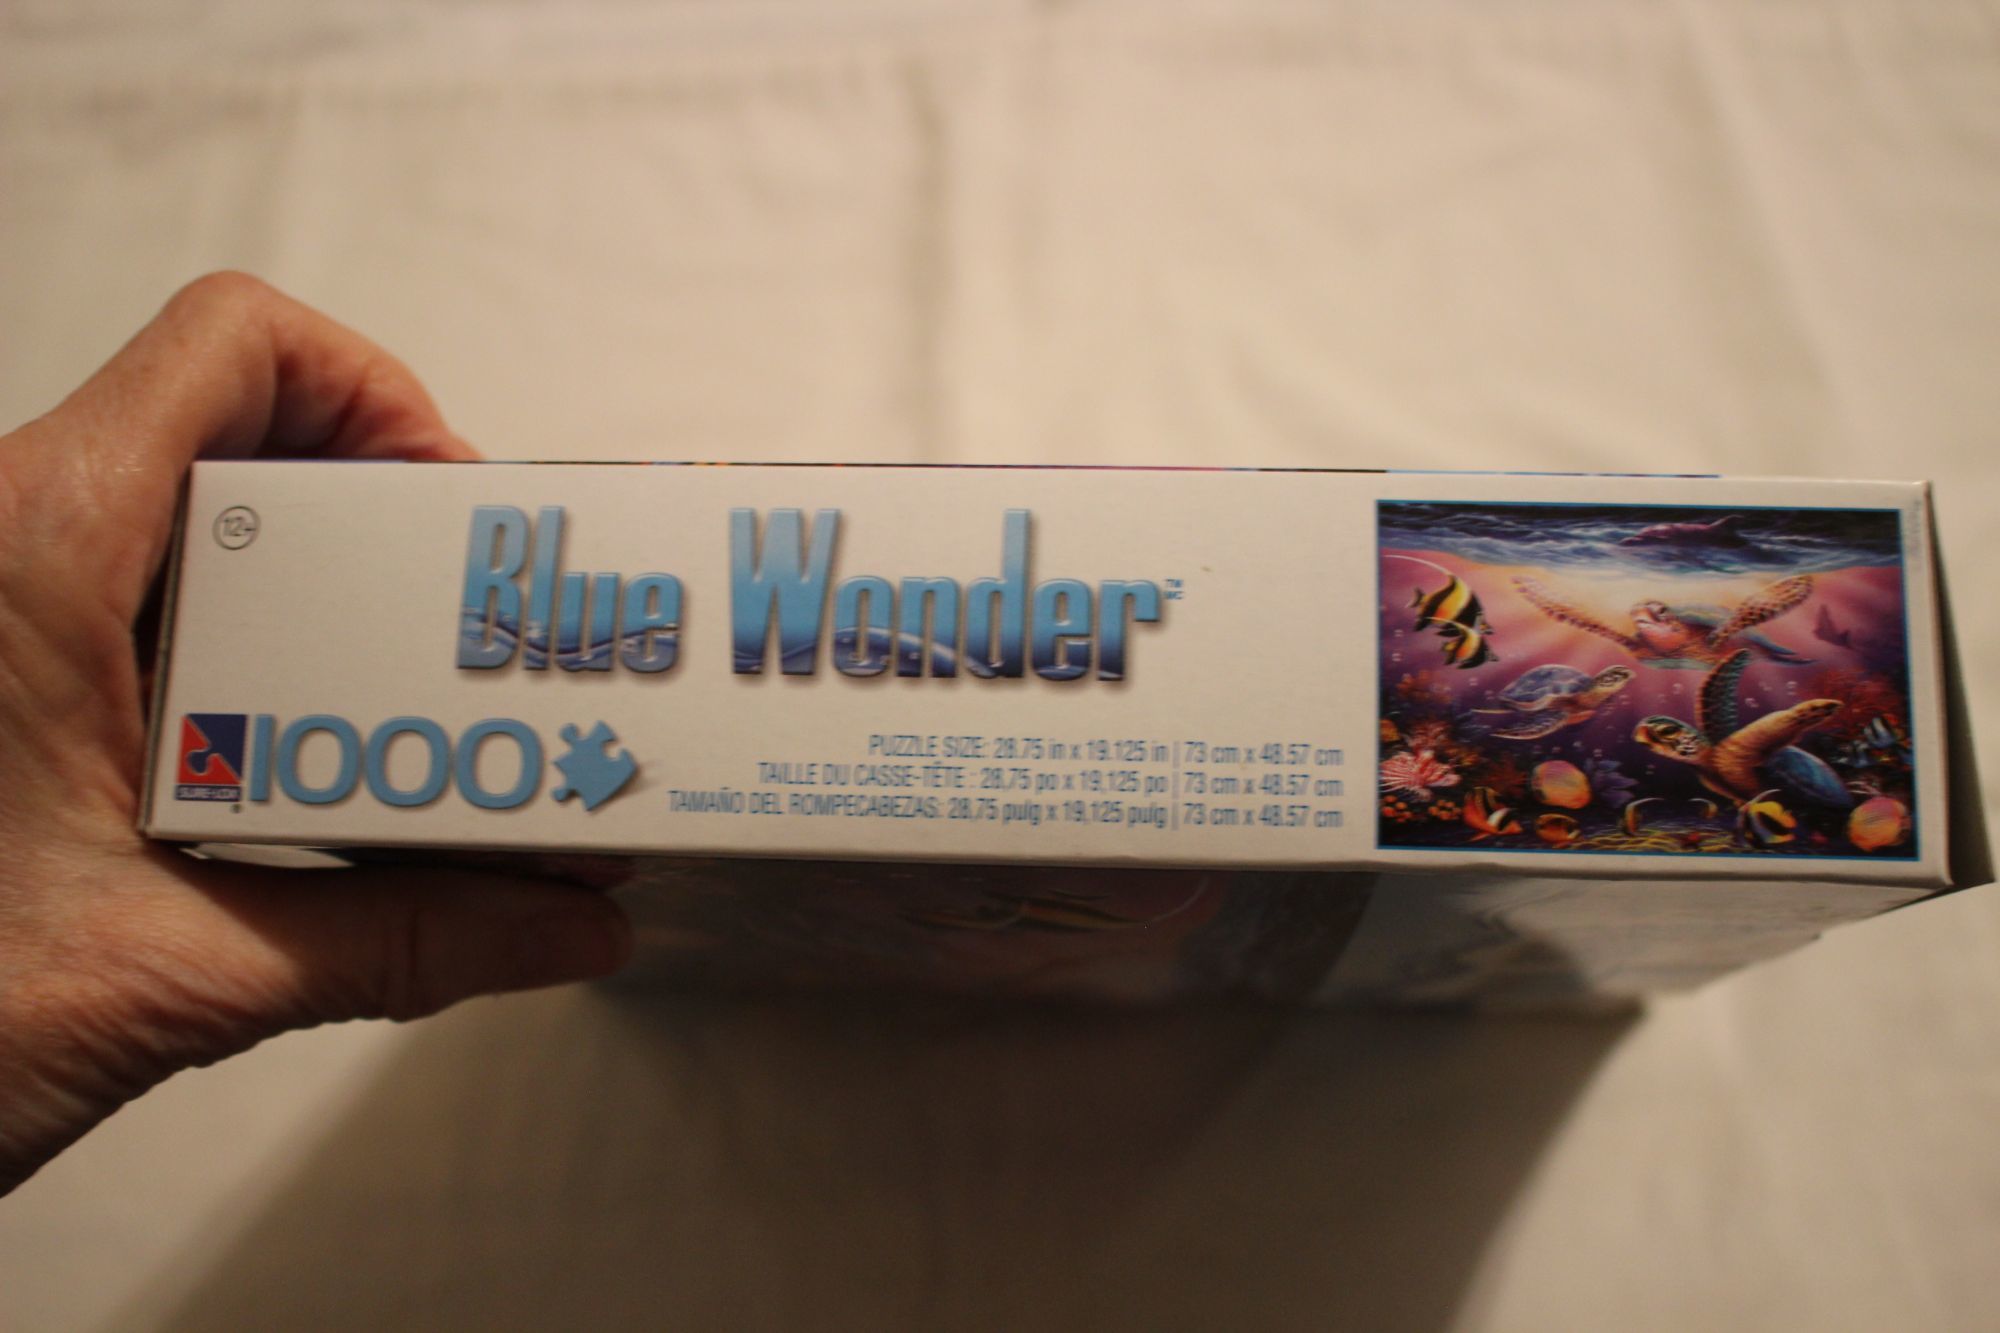 12+
Blue Wonder
TM
MC
SURE-LOX
®
1000
PUZZLE SIZE: 28.75 in x 19.125 in | 73 cm x 48.57 cm
TAILLE DU CASSE-TÊTE : 28,75 po x 19,125 po | 73 cm x 48.57 cm
TAMAÑO DEL ROMPECABEZAS: 28,75 pulg x 19,125 pulg | 73 cm x 48.57 cm